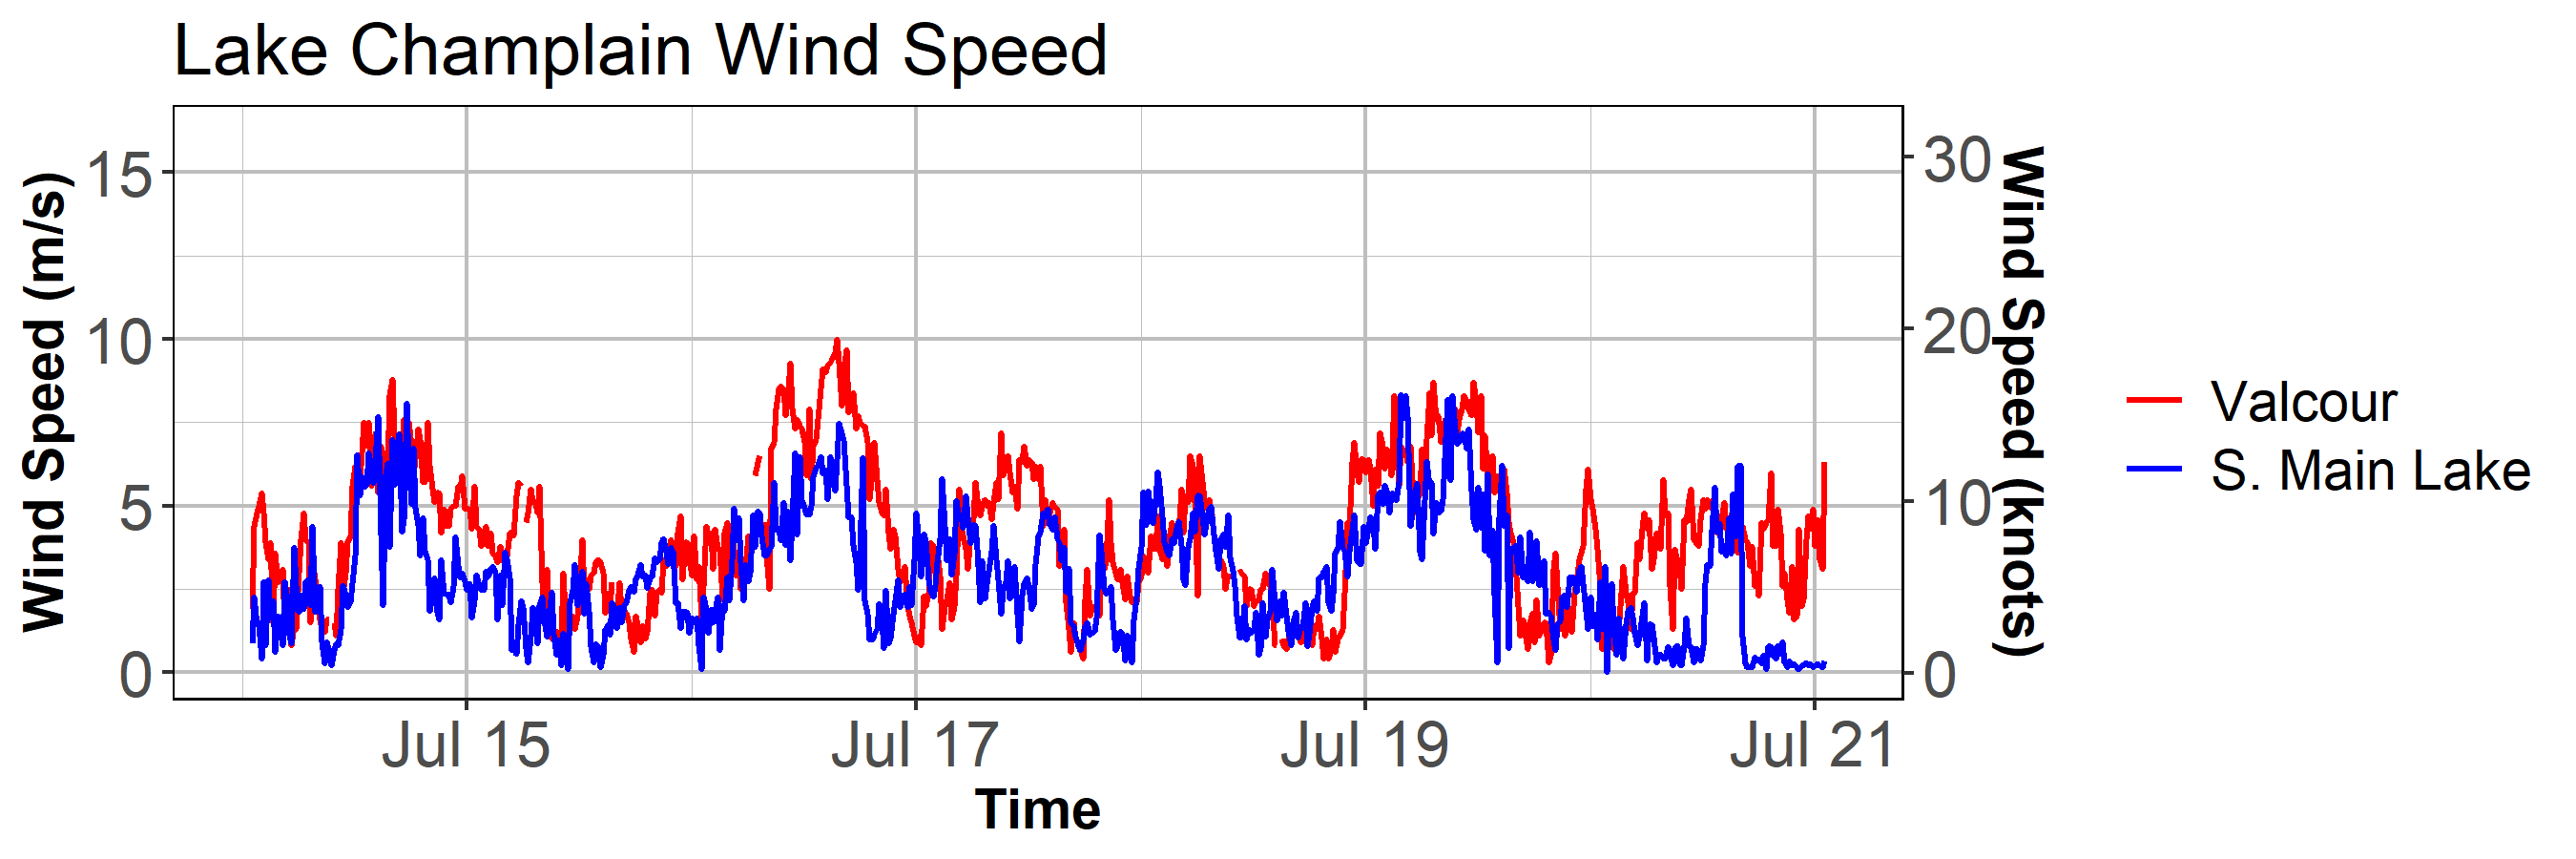 Lake Champlain Wind Speed
Wind Speed (m/s)
15
10
5
0
30
20
10
0
Wind Speed (knots)
Valcour
S. Main Lake
Jul 15
Jul 17
Jul 19
Jul 21
Time